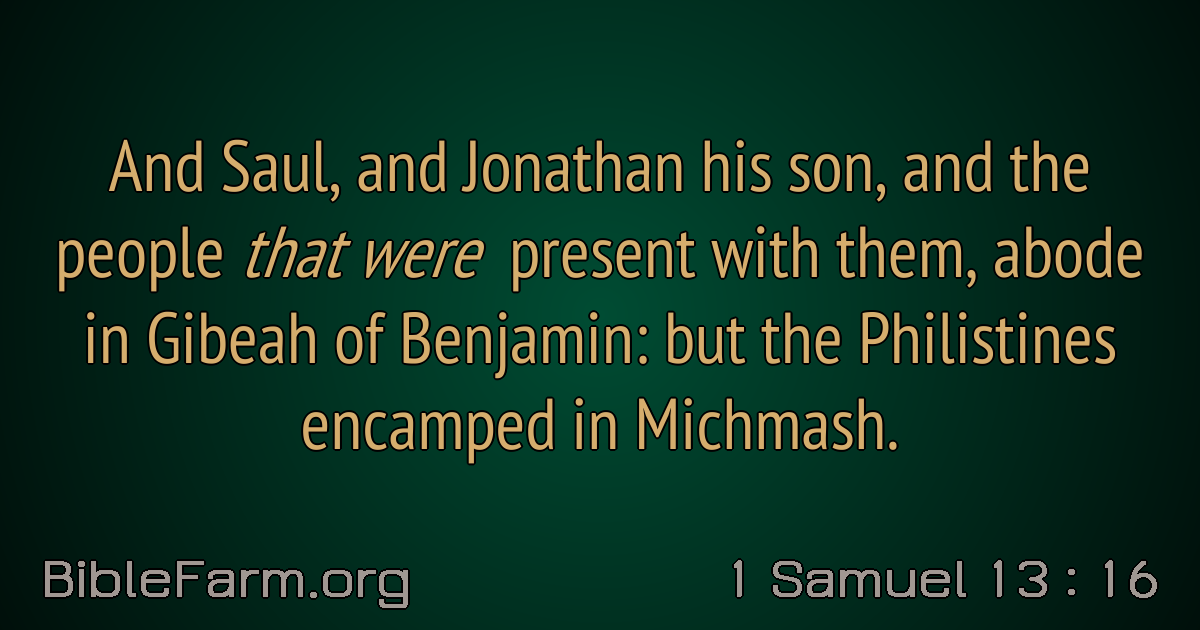 And Saul, and Jonathan his son, and the
people that were present with them, abode
in Gibeah of Benjamin: but the Philistines
encamped in Michmash.
BibleFarm.org
1 Samuel 13 : 16